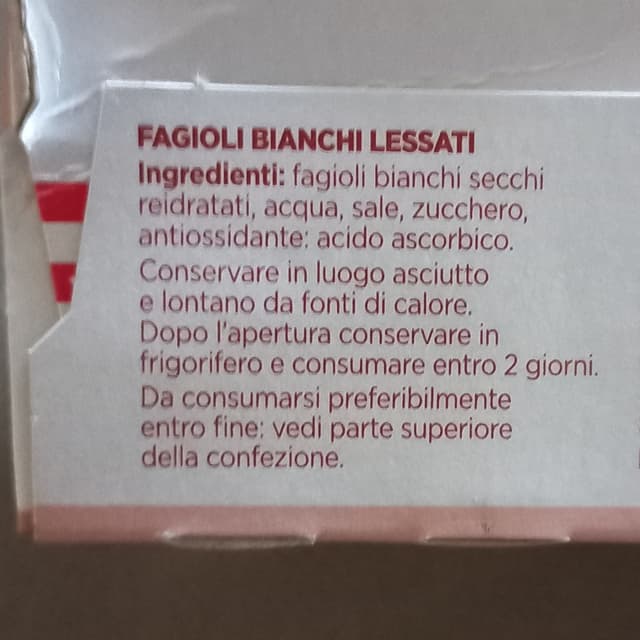 FAGIOLI BIANCHI LESSATI
Ingredienti: fagioli bianchi secchi
reidratati, acqua, sale, zucchero,
antiossidante: acido ascorbico.
Conservare in luogo asciutto
e lontano da fonti di calore.
Dopo l'apertura conservare in
frigorifero e consumare entro 2 giorni.
Da consumarsi preferibilmente
entro fine: vedi parte superiore
della confezione.